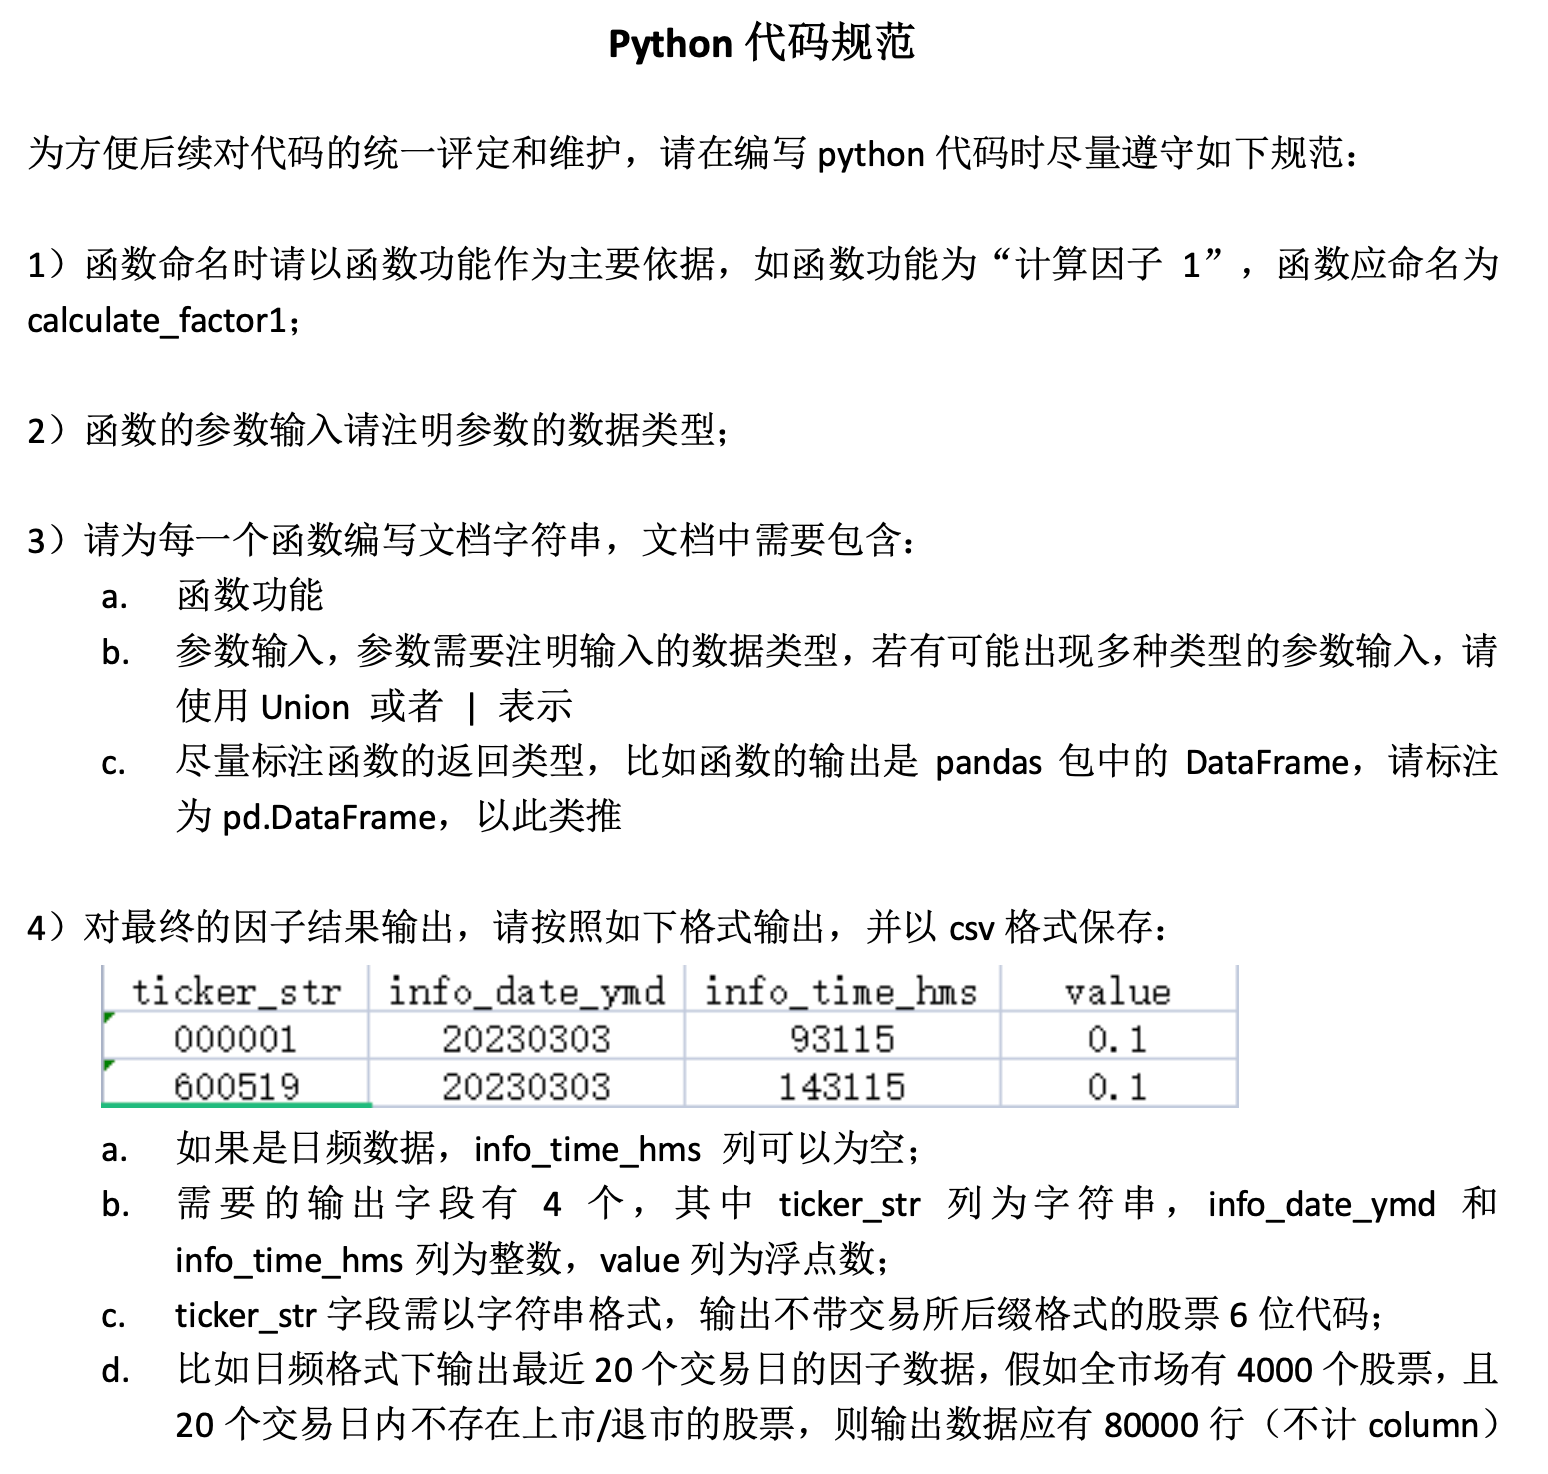 Python 代码规范
为方便后续对代码的统一评定和维护，请在编写 python 代码时尽量遵守如下规范：
1）函数命名时请以函数功能作为主要依据，如函数功能为“计算因子 1”，函数应命名为
calculate_factor1；
2）函数的参数输入请注明参数的数据类型；
3）请为每一个函数编写文档字符串，文档中需要包含：
a. 函数功能
b. 参数输入，参数需要注明输入的数据类型，若有可能出现多种类型的参数输入，请
使用 Union 或者 | 表示
c. 尽量标注函数的返回类型，比如函数的输出是 pandas 包中的 DataFrame，请标注
为 pd.DataFrame，以此类推
4）对最终的因子结果输出，请按照如下格式输出，并以 csv 格式保存：
ticker_str info_date_ymd info_time_hms value
000001 20230303 93115 0.1
600519 20230303 143115 0.1
a. 如果是日频数据，info_time_hms 列可以为空；
b. 需要的输出字段有 4 个，其中 ticker_str 列为字符串，info_date_ymd 和
info_time_hms 列为整数，value 列为浮点数；
c. ticker_str 字段需以字符串格式，输出不带交易所后缀格式的股票 6 位代码；
d. 比如日频格式下输出最近 20 个交易日的因子数据，假如全市场有 4000 个股票，且
20 个交易日内不存在上市/退市的股票，则输出数据应有 80000 行（不计 column）